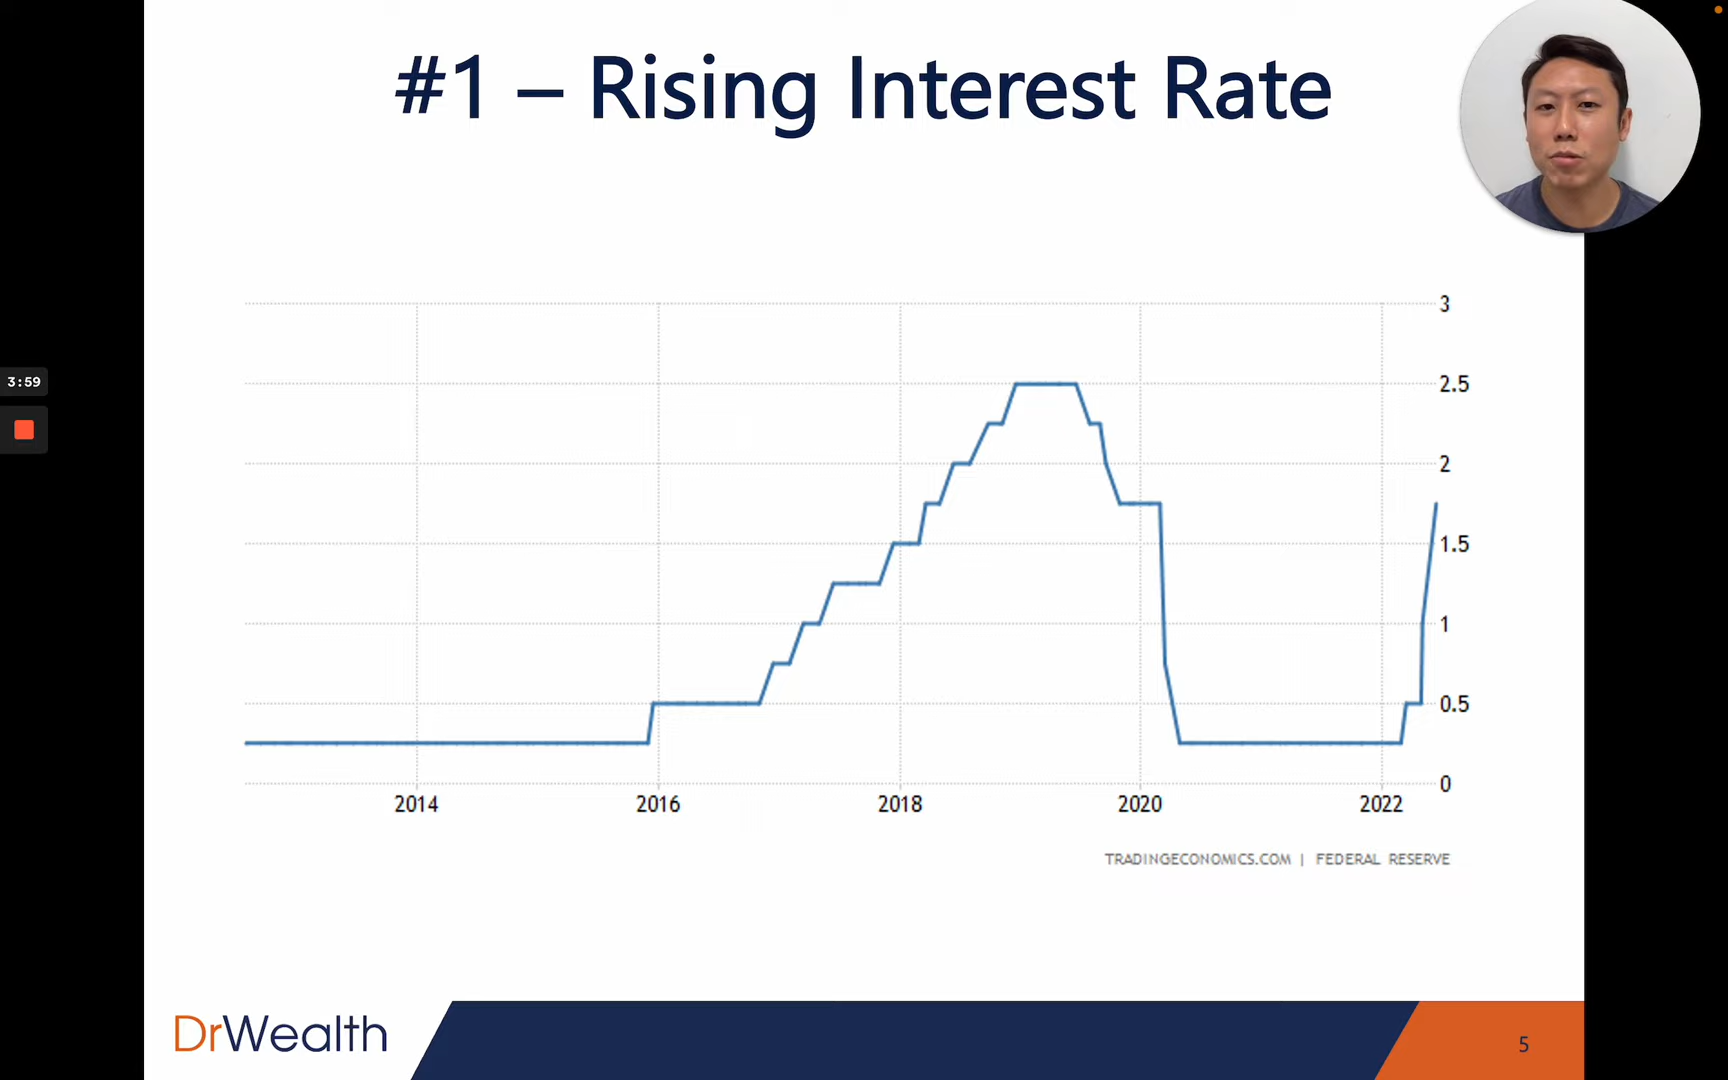 #1 – Rising Interest Rate
3:59
3
2.5
2
1.5
1
0.5
0
2014 2016 2018 2020 2022
TRADINGECONOMICS.COM | FEDERAL RESERVE
DrWealth
5